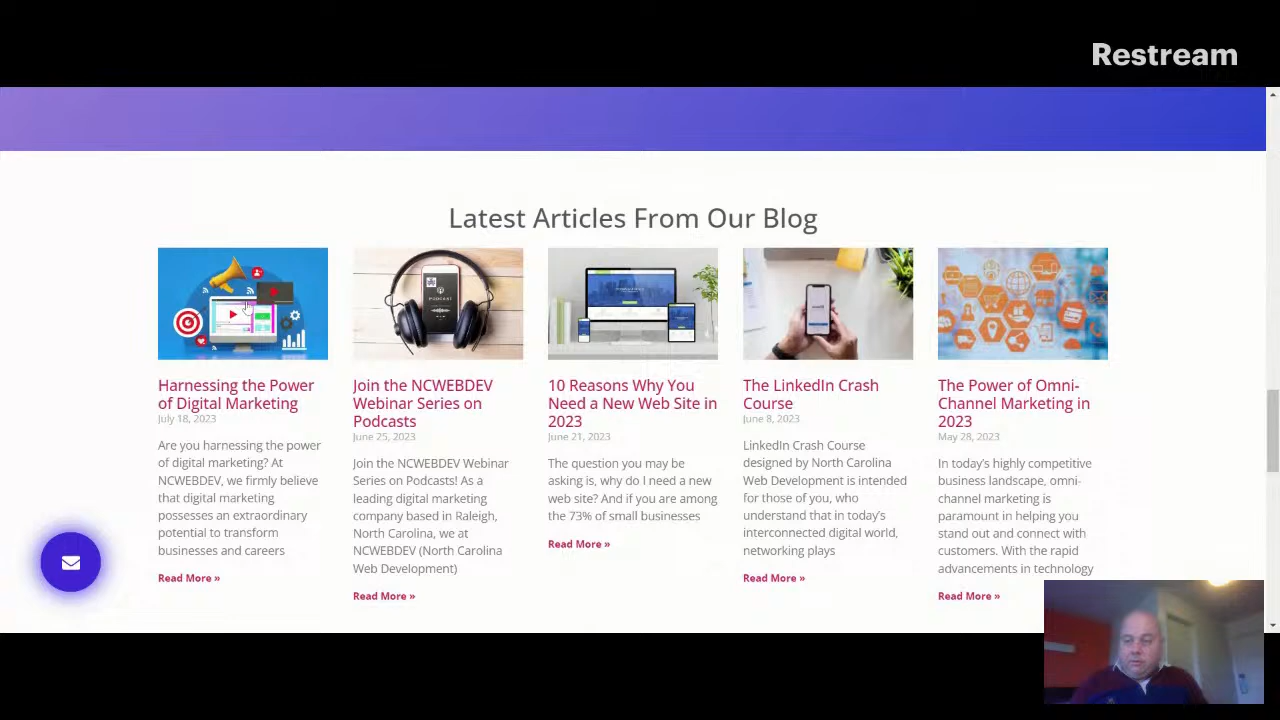 Restream
Latest Articles From Our Blog
Harnessing the Power
of Digital Marketing
July 18, 2023
Are you harnessing the power
of digital marketing? At
NCWEBDEV, we firmly believe
that digital marketing
possesses an extraordinary
potential to transform
businesses and careers
Read More »
PODCAST
Join the NCWEBDEV
Webinar Series on
Podcasts
June 25, 2023
Join the NCWEBDEV Webinar
Series on Podcasts! As a
leading digital marketing
company based in Raleigh,
North Carolina, we at
NCWEBDEV (North Carolina
Web Development)
Read More »
10 Reasons Why You
Need a New Web Site in
2023
June 21, 2023
The question you may be
asking is, why do I need a new
web site? And if you are among
the 73% of small businesses
Read More »
The LinkedIn Crash
Course
June 8, 2023
LinkedIn Crash Course
designed by North Carolina
Web Development is intended
for those of you, who
understand that in today's
interconnected digital world,
networking plays
Read More »
The Power of Omni-
Channel Marketing in
2023
May 28, 2023
In today's highly competitive
business landscape, omni-
channel marketing is
paramount in helping you
stand out and connect with
customers. With the rapid
advancements in technology
Read More »